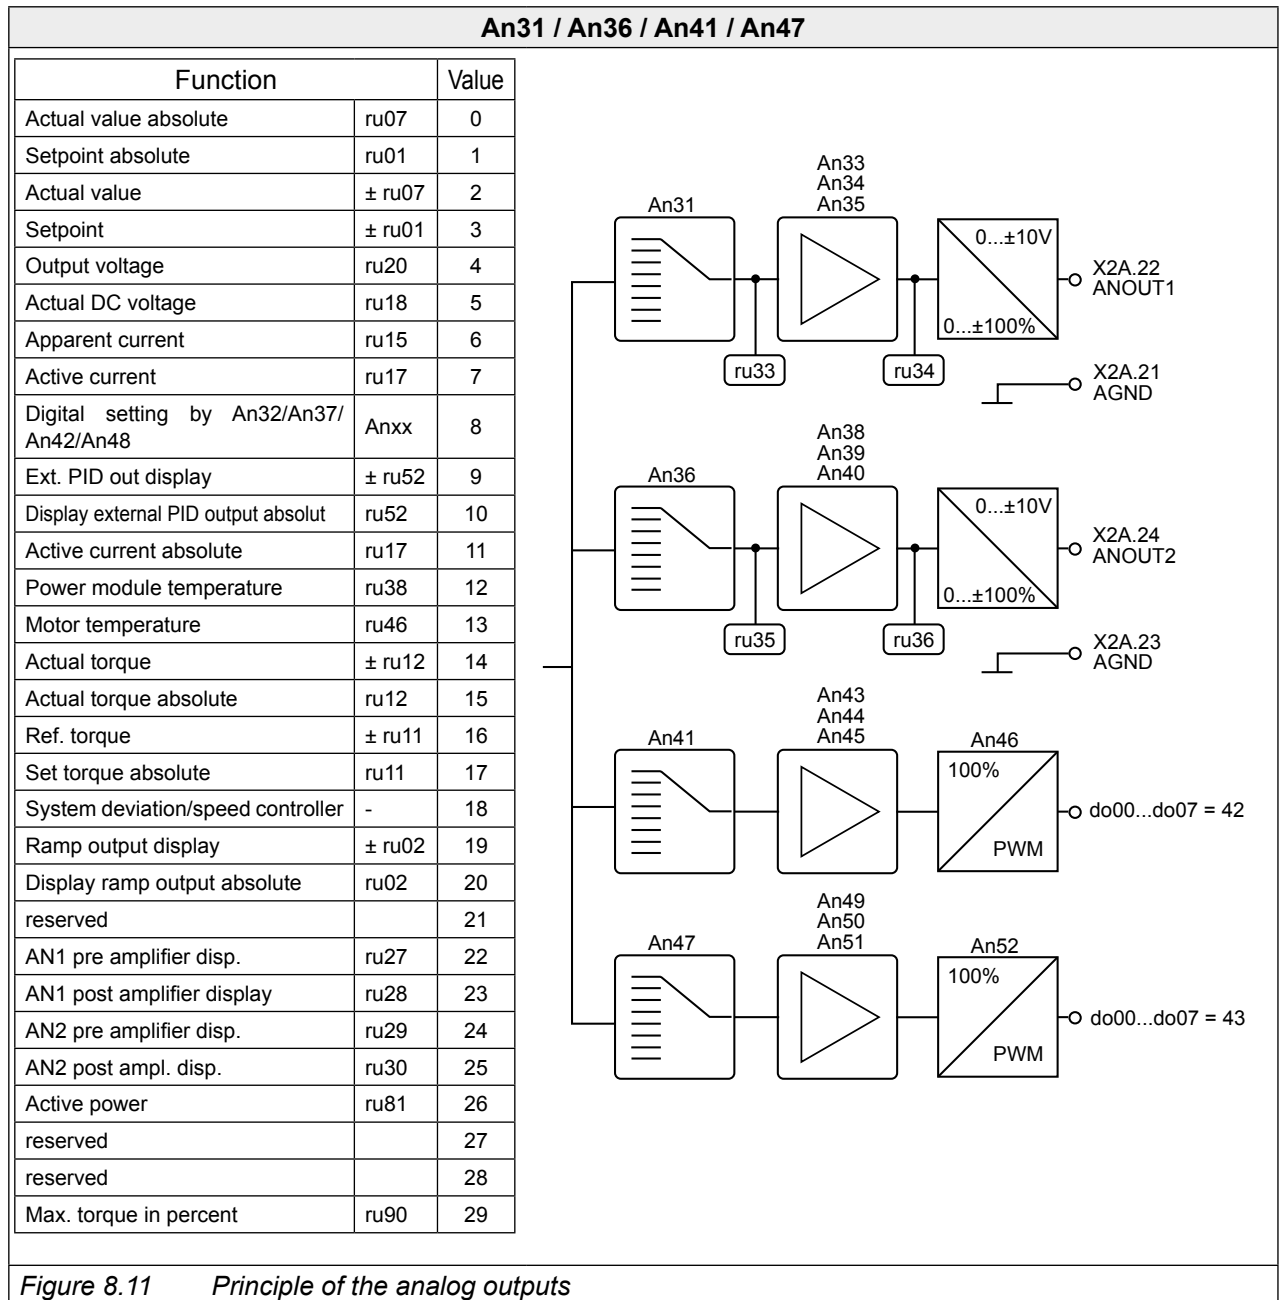 An31 / An36 / An41 / An47
Function Value
Actual value absolute ru07 0
Setpoint absolute ru01 1
Actual value ± ru07 2
Setpoint ± ru01 3
Output voltage ru20 4
Actual DC voltage ru18 5
Apparent current ru15 6
Active current ru17 7
Digital setting by An32/An37/
An42/An48 Anxx 8
Ext. PID out display ± ru52 9
Display external PID output absolut ru52 10
Active current absolute ru17 11
Power module temperature ru38 12
Motor temperature ru46 13
Actual torque ± ru12 14
Actual torque absolute ru12 15
Ref. torque ± ru11 16
Set torque absolute ru11 17
System deviation/speed controller - 18
Ramp output display ± ru02 19
Display ramp output absolute ru02 20
reserved 21
AN1 pre amplifier disp. ru27 22
AN1 post amplifier display ru28 23
AN2 pre amplifier disp. ru29 24
AN2 post ampl. disp. ru30 25
Active power ru81 26
reserved 27
reserved 28
Max. torque in percent ru90 29
An33
An34
An31 An35
0...±10V
X2A.22
ANOUT1
0...±100%
ru33 ru34
X2A.21
AGND
An38
An39
An36 An40
0...±10V
X2A.24
ANOUT2
0...±100%
ru35 ru36
X2A.23
AGND
An43
An44
An41 An45 An46
100%
do00...do07 = 42
PWM
An49
An50
An47 An51 An52
100%
do00...do07 = 43
PWM
Figure 8.11 Principle of the analog outputs